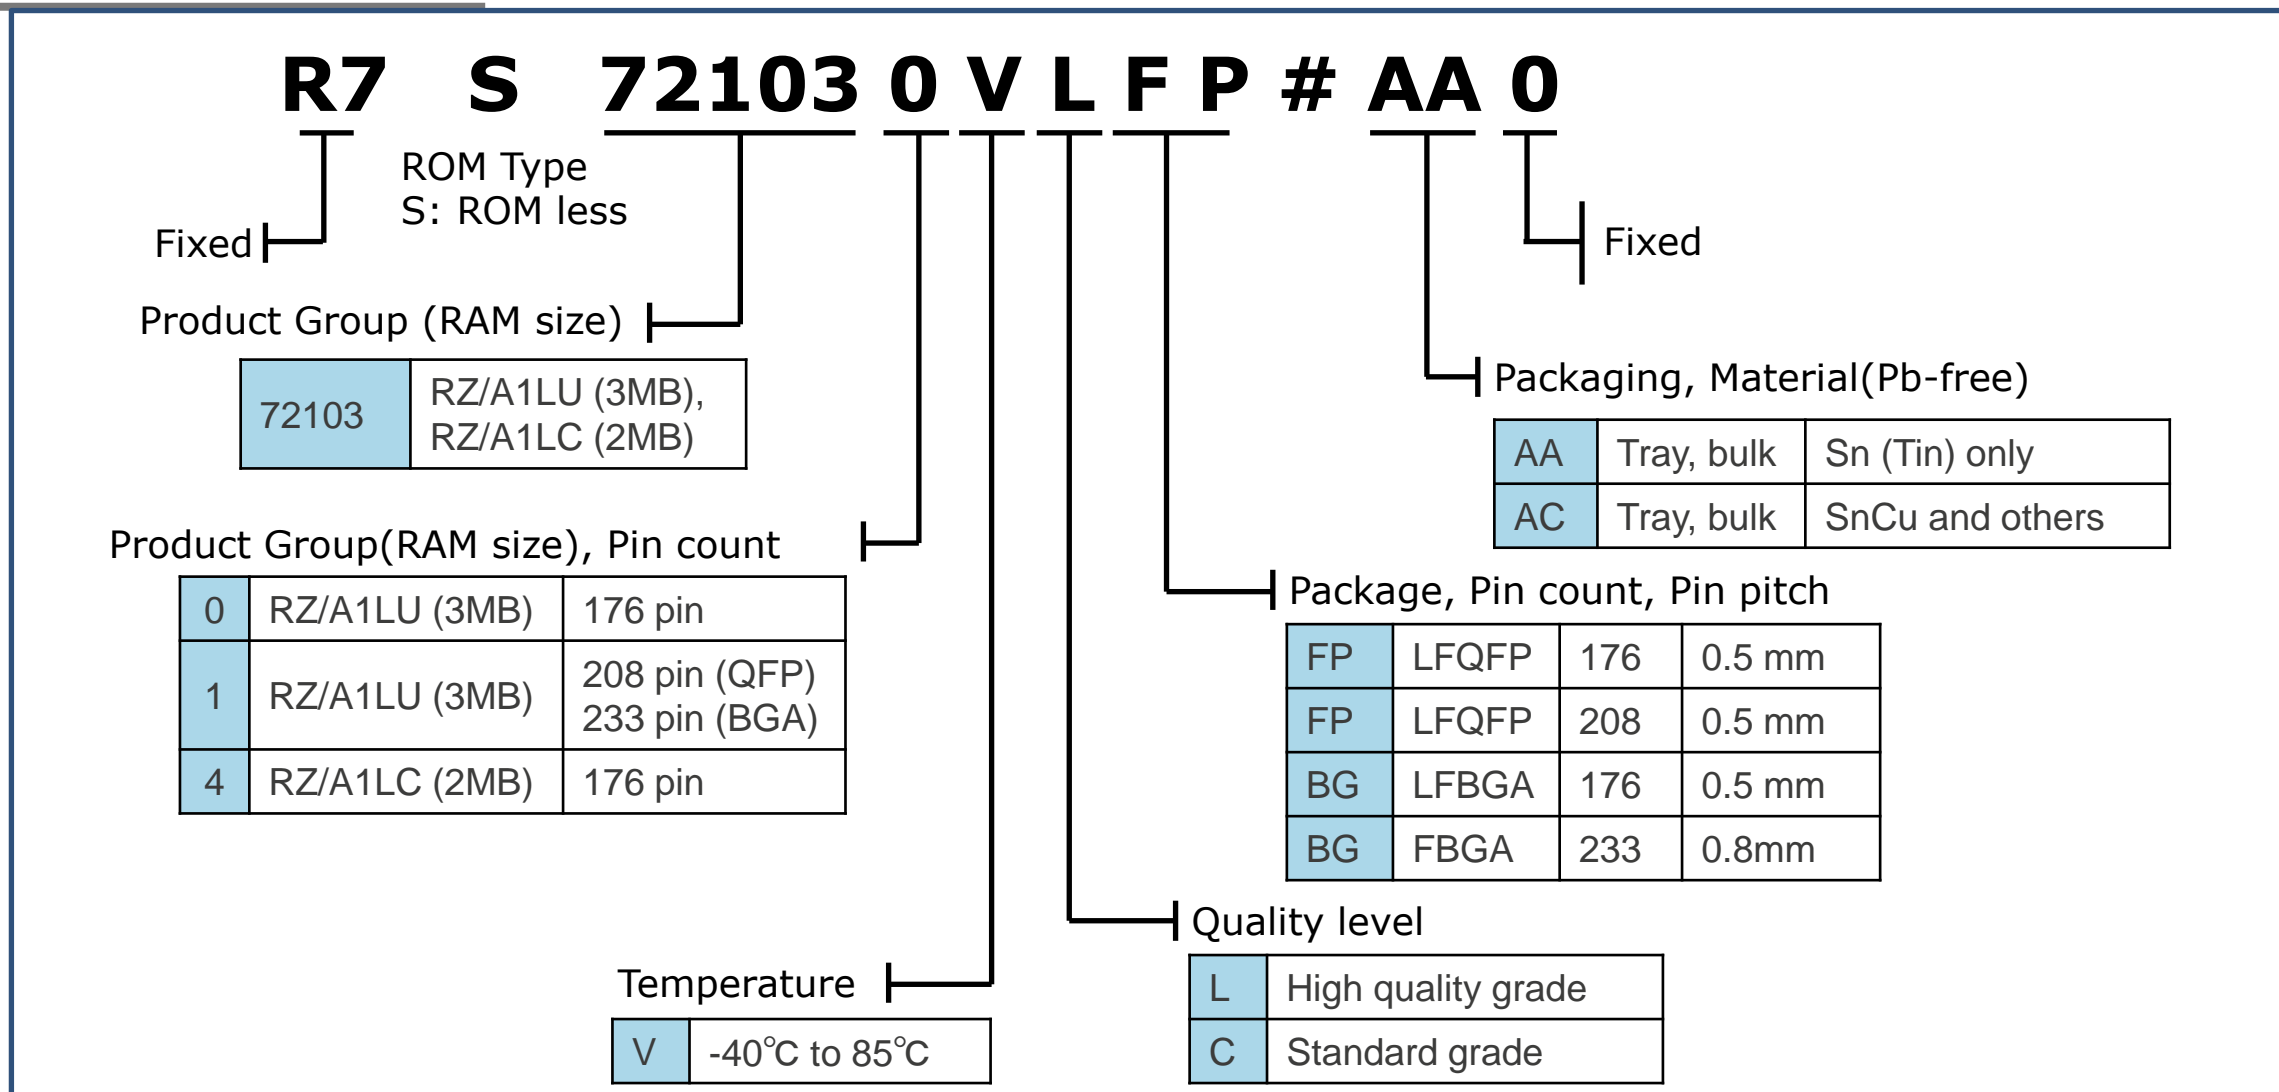 R7 S 72103 0 V L F P # AA 0
ROM Type
S: ROM less
Fixed
Fixed
Product Group (RAM size)
72103 RZ/A1LU (3MB),
RZ/A1LC (2MB)
Packaging, Material(Pb-free)
AA Tray, bulk Sn (Tin) only
AC Tray, bulk SnCu and others
Product Group(RAM size), Pin count
0 RZ/A1LU (3MB) 176 pin
1 RZ/A1LU (3MB) 208 pin (QFP)
233 pin (BGA)
4 RZ/A1LC (2MB) 176 pin
Package, Pin count, Pin pitch
FP LFQFP 176 0.5 mm
FP LFQFP 208 0.5 mm
BG LFBGA 176 0.5 mm
BG FBGA 233 0.8mm
Quality level
L High quality grade
C Standard grade
Temperature
V -40℃ to 85℃